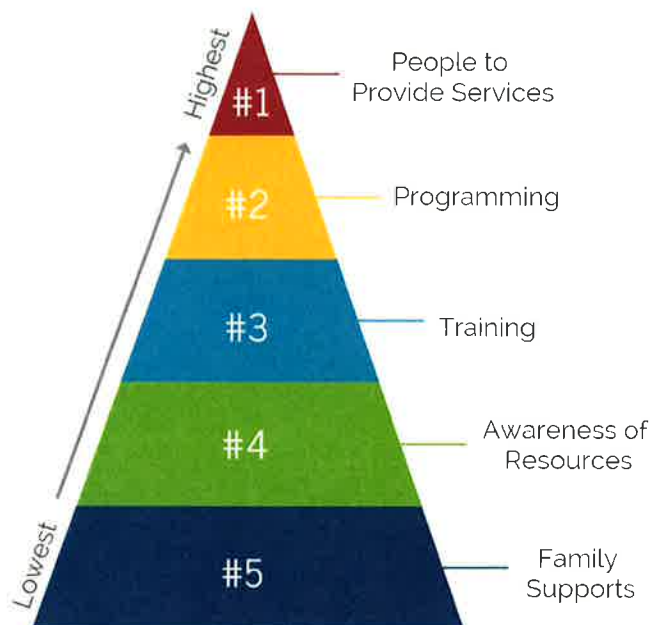 Highest
#1
People to
Provide Services
#2
Programming
#3
Training
#4
Awareness of
Resources
Lowest
#5
Family
Supports